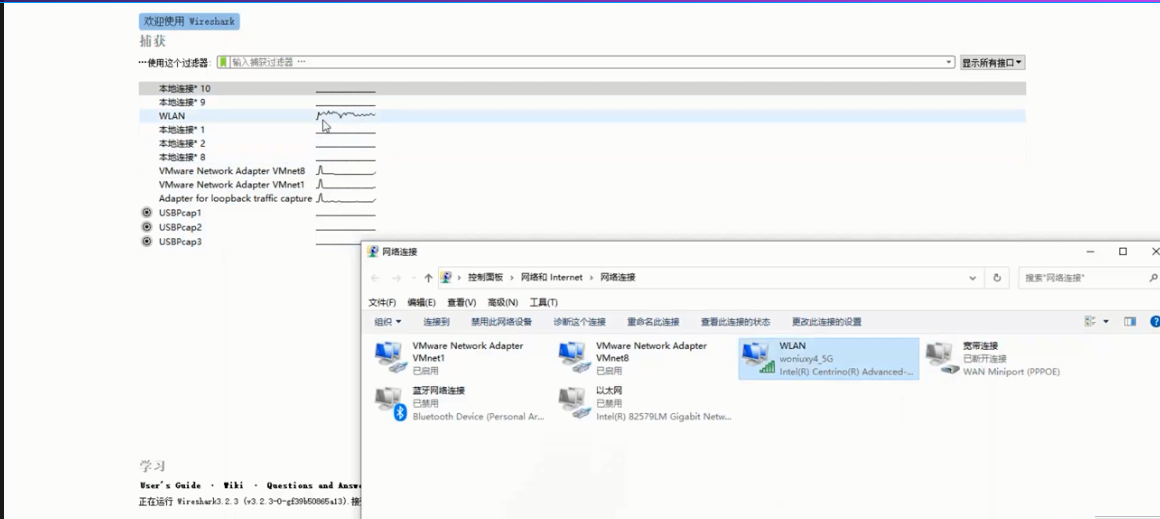 欢迎使用 Wireshark
捕获
…使用这个过滤器: 输入捕获过滤器 … 显示所有接口
本地连接* 10
本地连接* 9
WLAN
本地连接* 1
本地连接* 2
本地连接* 8
VMware Network Adapter VMnet8
VMware Network Adapter VMnet1
Adapter for loopback traffic capture
USBPcap1
USBPcap2
USBPcap3
网络连接
控制面板 › 网络和 Internet › 网络连接
搜索"网络连接"
文件(F) 编辑(E) 查看(V) 高级(N) 工具(T)
组织 连接到 禁用此网络设备 诊断这个连接 重命名此连接 查看此连接的状态 更改此连接的设置
VMware Network Adapter VMnet1
已启用
VMware Network Adapter VMnet8
已启用
WLAN
woniuxy4_5G
Intel(R) Centrino(R) Advanced-...
宽带连接
已断开连接
WAN Miniport (PPPOE)
蓝牙网络连接
已禁用
Bluetooth Device (Personal Ar...
以太网
已禁用
Intel(R) 82579LM Gigabit Netw...
学习
User's Guide · Wiki · Questions and Answe
正在运行 Wireshark3.2.3 (v3.2.3-0-gf39b50865a13).接